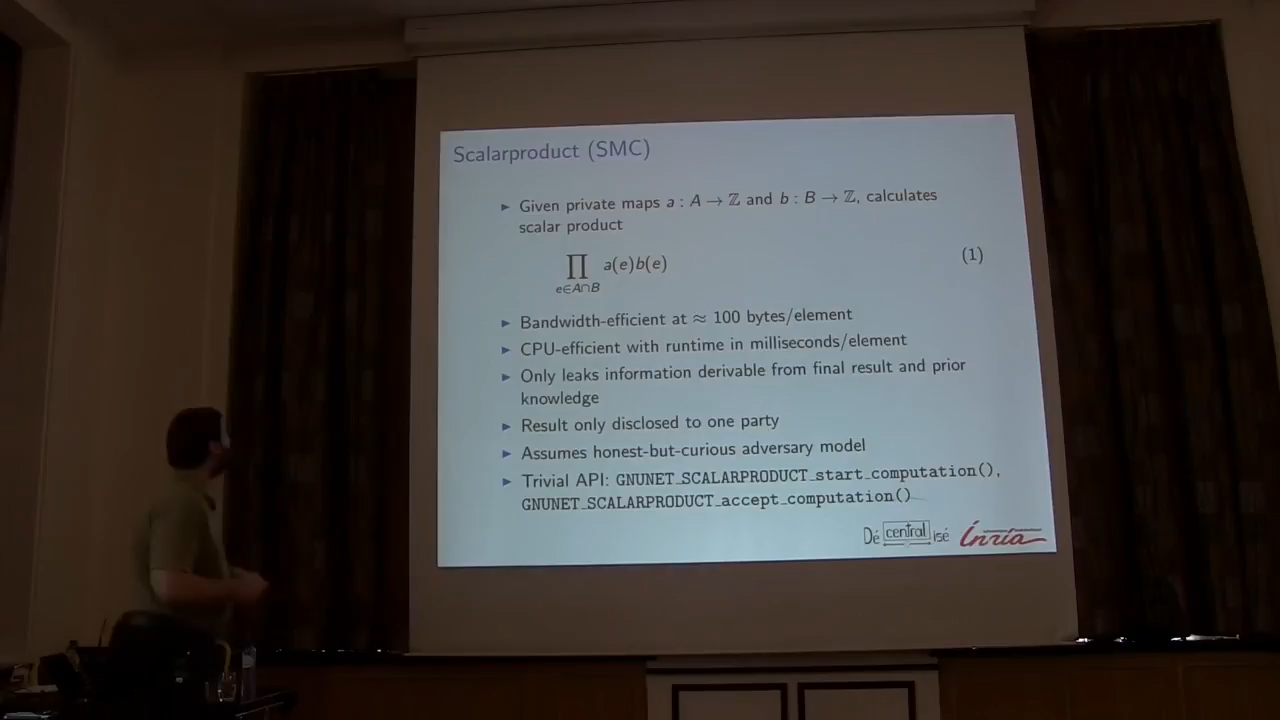 Scalarproduct (SMC)
► Given private maps a : A → ℤ and b : B → ℤ, calculates
scalar product
∏ a(e)b(e) (1)
e∈A∩B
► Bandwidth-efficient at ≈ 100 bytes/element
► CPU-efficient with runtime in milliseconds/element
► Only leaks information derivable from final result and prior
knowledge
► Result only disclosed to one party
► Assumes honest-but-curious adversary model
► Trivial API: GNUNET_SCALARPRODUCT_start_computation(),
GNUNET_SCALARPRODUCT_accept_computation()
Dé central isé Inria